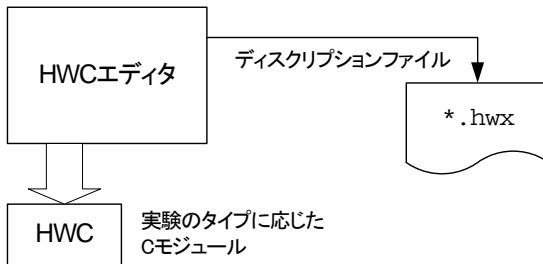 HWCエディタ
ディスクリプションファイル
*.hwx
HWC
実験のタイプに応じた
Cモジュール